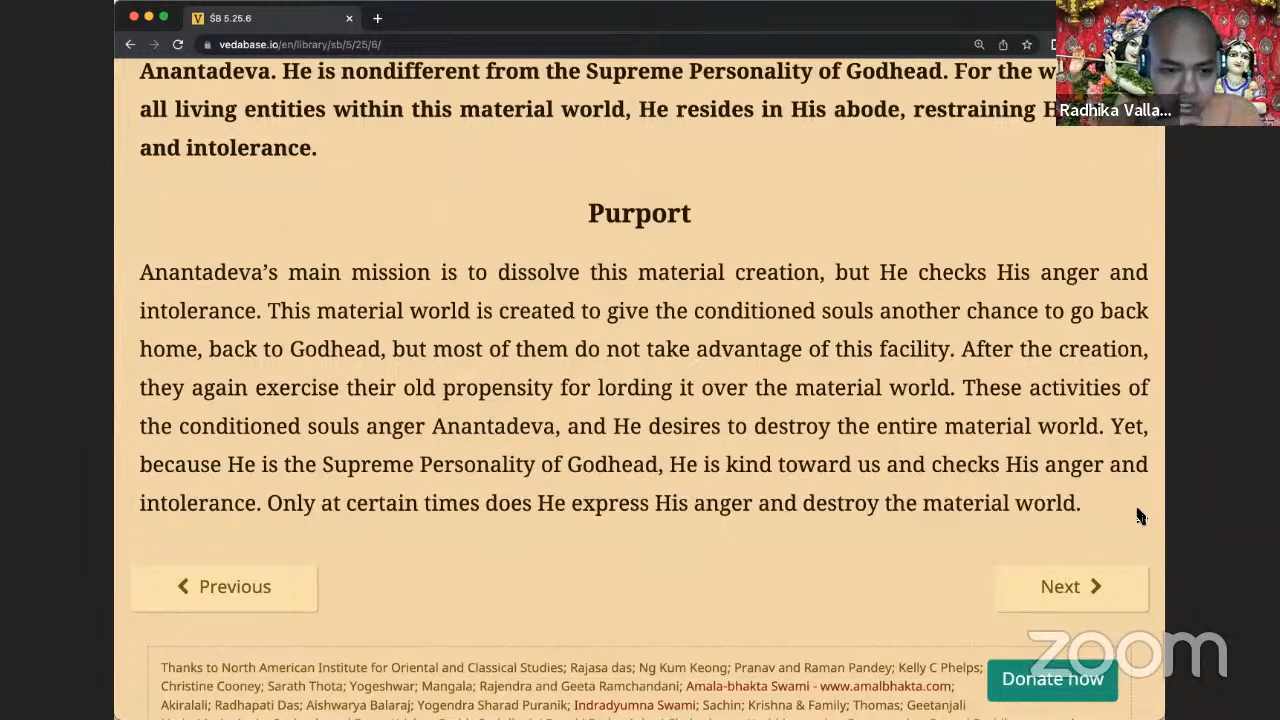 ŚB 5.25.6
vedabase.io/en/library/sb/5/25/6/
Anantadeva. He is nondifferent from the Supreme Personality of Godhead. For the w
all living entities within this material world, He resides in His abode, restraining H
and intolerance.
Radhika Valla...
Purport
Anantadeva’s main mission is to dissolve this material creation, but He checks His anger and
intolerance. This material world is created to give the conditioned souls another chance to go back
home, back to Godhead, but most of them do not take advantage of this facility. After the creation,
they again exercise their old propensity for lording it over the material world. These activities of
the conditioned souls anger Anantadeva, and He desires to destroy the entire material world. Yet,
because He is the Supreme Personality of Godhead, He is kind toward us and checks His anger and
intolerance. Only at certain times does He express His anger and destroy the material world.
Previous
Next
zoom
Donate now
Thanks to North American Institute for Oriental and Classical Studies; Rajasa das; Ng Kum Keong; Pranav and Raman Pandey; Kelly C Phelps;
Christine Cooney; Sarath Thota; Yogeshwar; Mangala; Rajendra and Geeta Ramchandani; Amala-bhakta Swami - www.amalbhakta.com;
Akiralali; Radhapati Das; Aishwarya Balaraj; Yogendra Sharad Puranik; Indradyumna Swami; Sachin; Krishna & Family; Thomas; Geetanjali